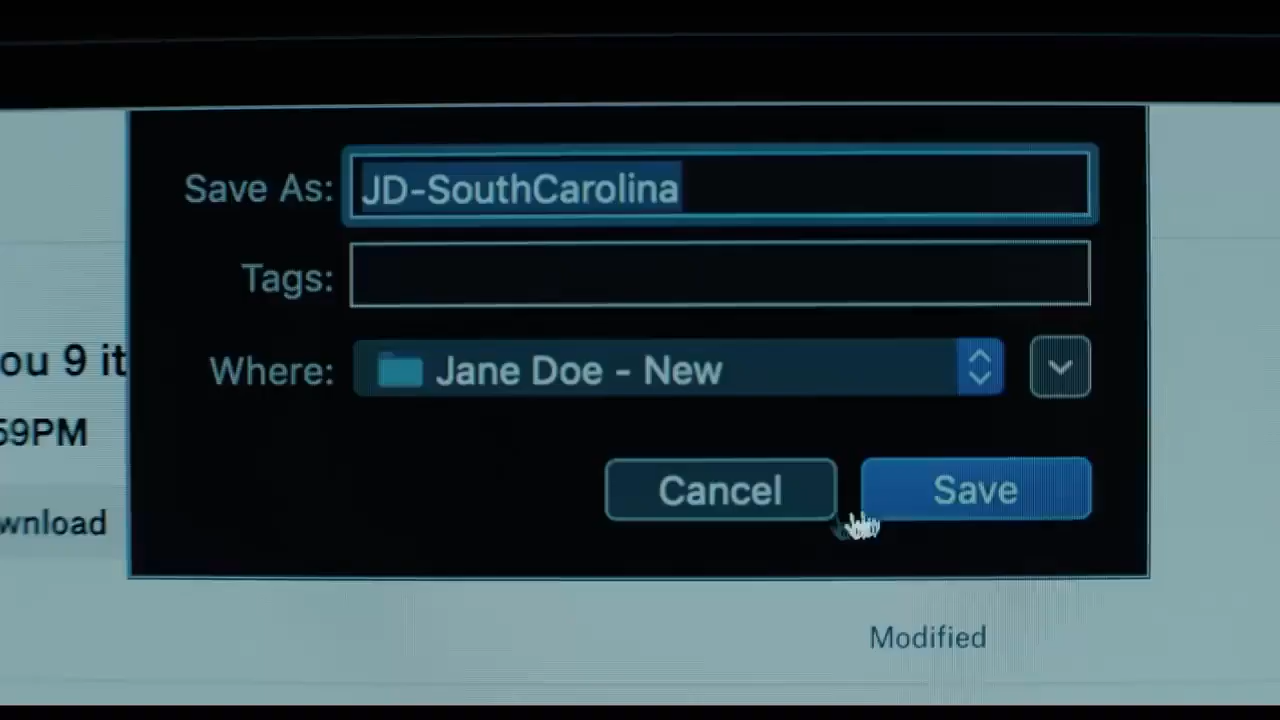 Save As: JD-SouthCarolina
Tags:
Where: Jane Doe - New
Cancel Save
ou 9 it
59PM
wnload
Modified